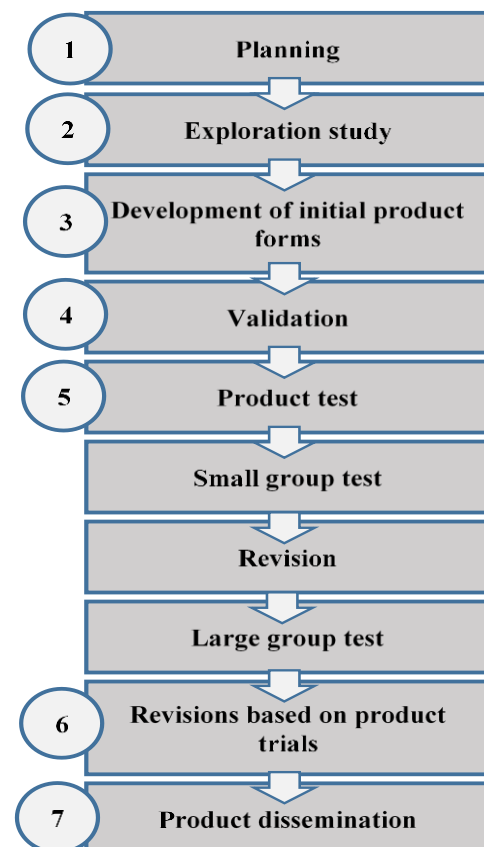 1
Planning
2
Exploration study
3
Development of initial product
forms
4
Validation
5
Product test
Small group test
Revision
Large group test
6
Revisions based on product
trials
7
Product dissemination